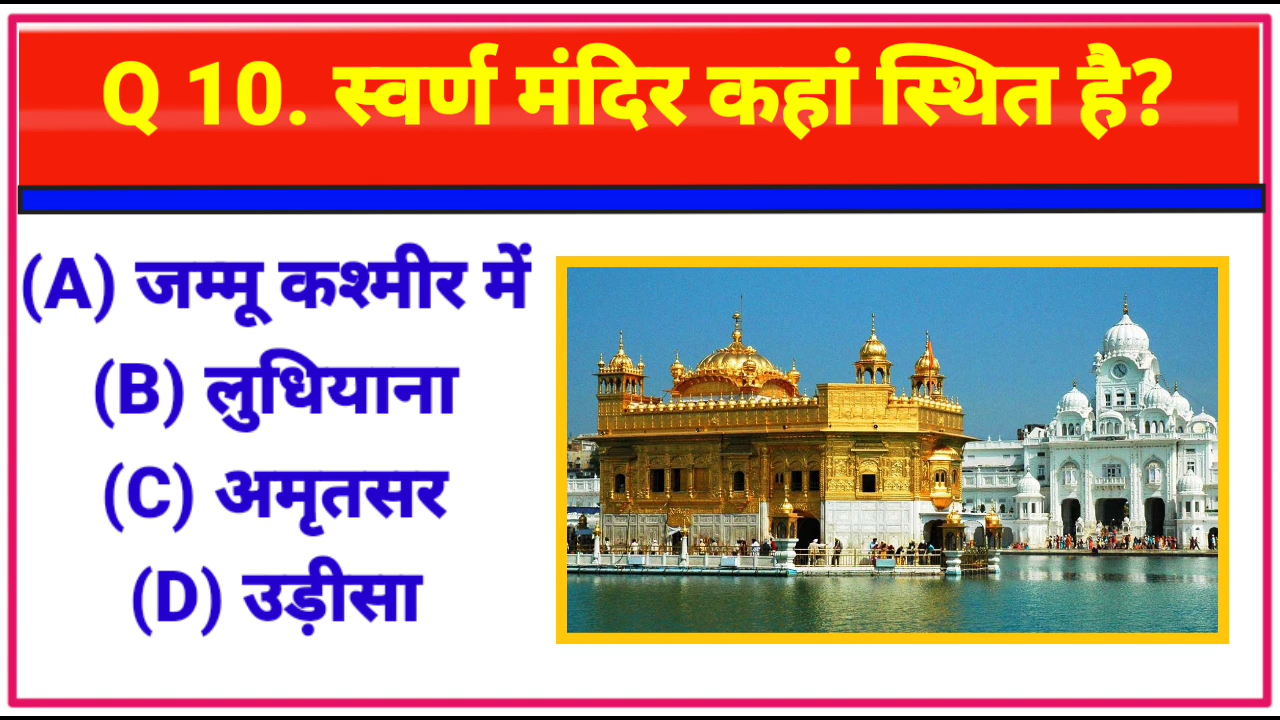 Q 10. स्वर्ण मंदिर कहां स्थित है?
(A) जम्मू कश्मीर में
(B) लुधियाना
(C) अमृतसर
(D) उड़ीसा